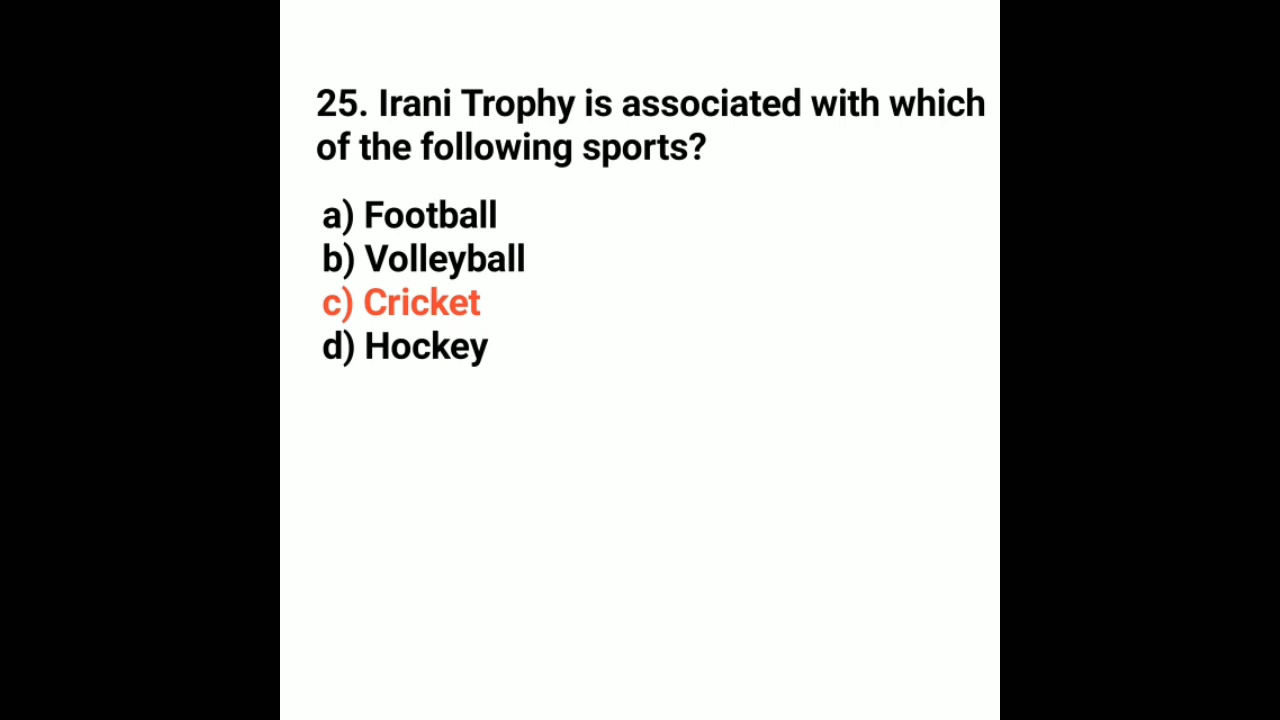 25. Irani Trophy is associated with which
of the following sports?
a) Football
b) Volleyball
c) Cricket
d) Hockey